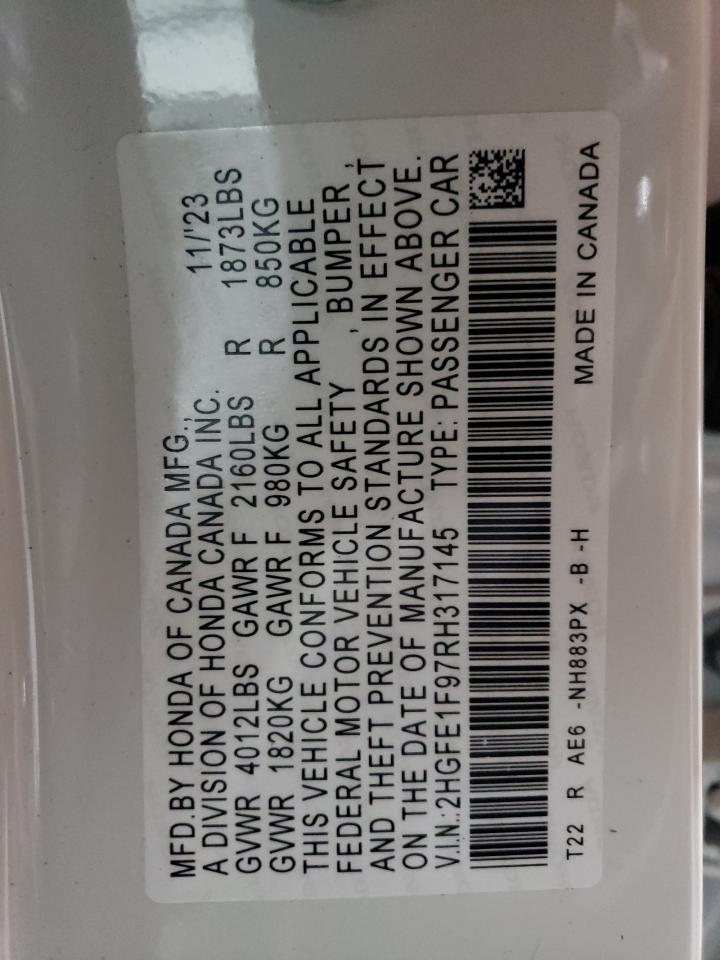 MFD.BY HONDA OF CANADA MFG.,
A DIVISION OF HONDA CANADA INC. 11/'23
GVWR 4012LBS GAWR F 2160LBS R 1873LBS
GVWR 1820KG GAWR F 980KG R 850KG
THIS VEHICLE CONFORMS TO ALL APPLICABLE
FEDERAL MOTOR VEHICLE SAFETY , BUMPER ,
AND THEFT PREVENTION STANDARDS IN EFFECT
ON THE DATE OF MANUFACTURE SHOWN ABOVE.
V.I.N.:2HGFE1F97RH317145 TYPE: PASSENGER CAR
T22 R AE6 -NH883PX -B -H MADE IN CANADA